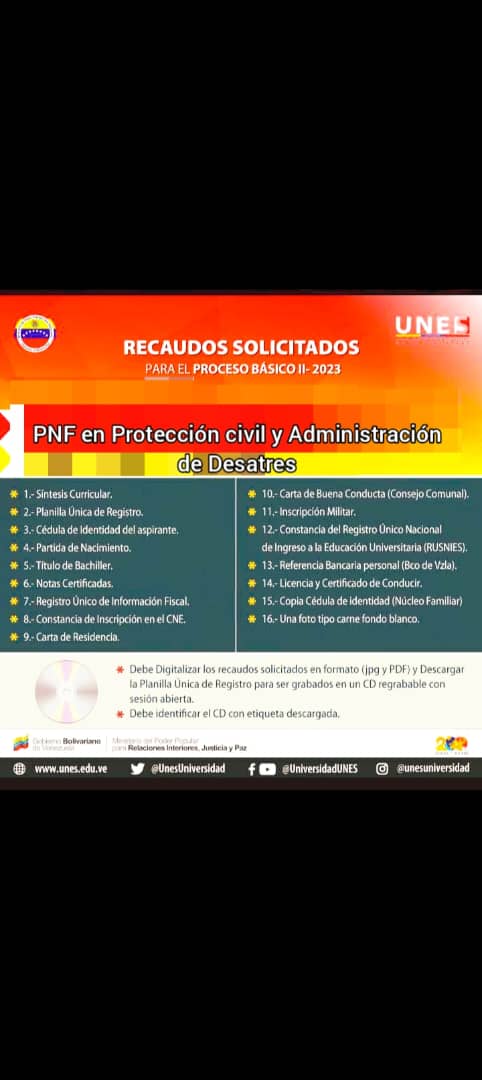 UNES
RECAUDOS SOLICITADOS
PARA EL PROCESO BÁSICO II- 2023
PNF en Protección civil y Administración
de Desatres
1.- Síntesis Curricular.
2.- Planilla Única de Registro.
3.- Cédula de Identidad del aspirante.
4.- Partida de Nacimiento.
5.- Título de Bachiller.
6.- Notas Certificadas.
7.- Registro Único de Información Fiscal.
8.- Constancia de Inscripción en el CNE.
9.- Carta de Residencia.
10.- Carta de Buena Conducta (Consejo Comunal).
11.- Inscripción Militar.
12.- Constancia del Registro Único Nacional
de Ingreso a la Educación Universitaria (RUSNIES).
13.- Referencia Bancaria personal (Bco de Vzla).
14.- Licencia y Certificado de Conducir.
15.- Copia Cédula de identidad (Núcleo Familiar)
16.- Una foto tipo carne fondo blanco.
Debe Digitalizar los recaudos solicitados en formato (jpg y PDF) y Descargar
la Planilla Única de Registro para ser grabados en un CD regrabable con
sesión abierta.
Debe identificar el CD con etiqueta descargada.
Gobierno Bolivariano
de Venezuela
Ministerio del Poder Popular
para Relaciones Interiores, Justicia y Paz
200
www.unes.edu.ve @UnesUniversidad @UniversidadUNES @unesuniversidad